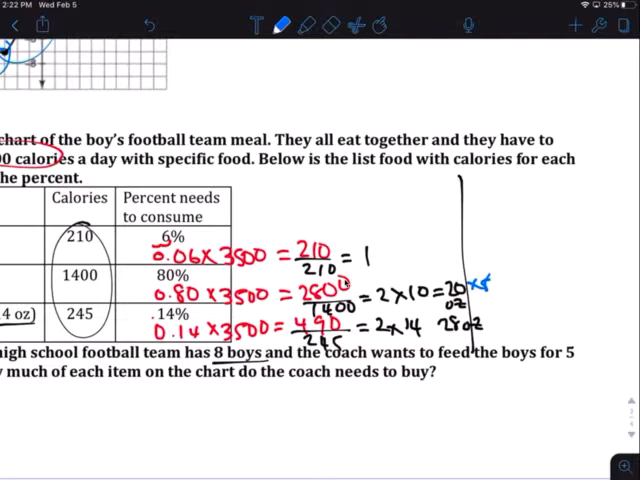 2:22 PM Wed Feb 5
25%
T
-8
chart of the boy's football team meal. They all eat together and they have to
00 calories a day with specific food. Below is the list food with calories for each
the percent.
Calories
Percent needs
to consume
210
6%
0.06 x 3500 = 210/210 = 1
1400
80%
0.80 x 3500 = 2800/1400 = 2 x 10 = 20 oz x8
4 oz)
245
14%
0.14 x 3500 = 490/245 = 2 x 14 28 oz
high school football team has 8 boys and the coach wants to feed the boys for 5
much of each item on the chart do the coach needs to buy?